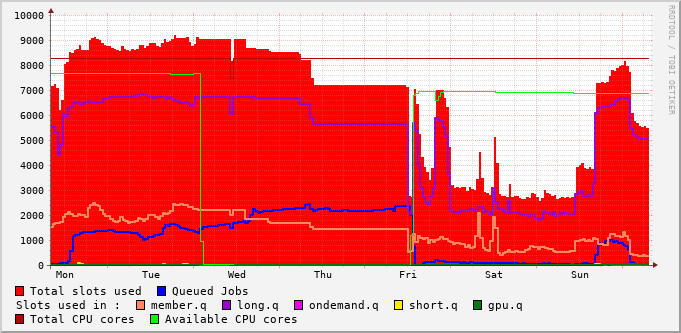 10000
9000
8000
7000
6000
5000
4000
3000
2000
1000
0
Mon Tue Wed Thu Fri Sat Sun
RRDTOOL / TOBI OETIKER
Total slots used Queued Jobs
Slots used in : member.q long.q ondemand.q short.q gpu.q
Total CPU cores Available CPU cores